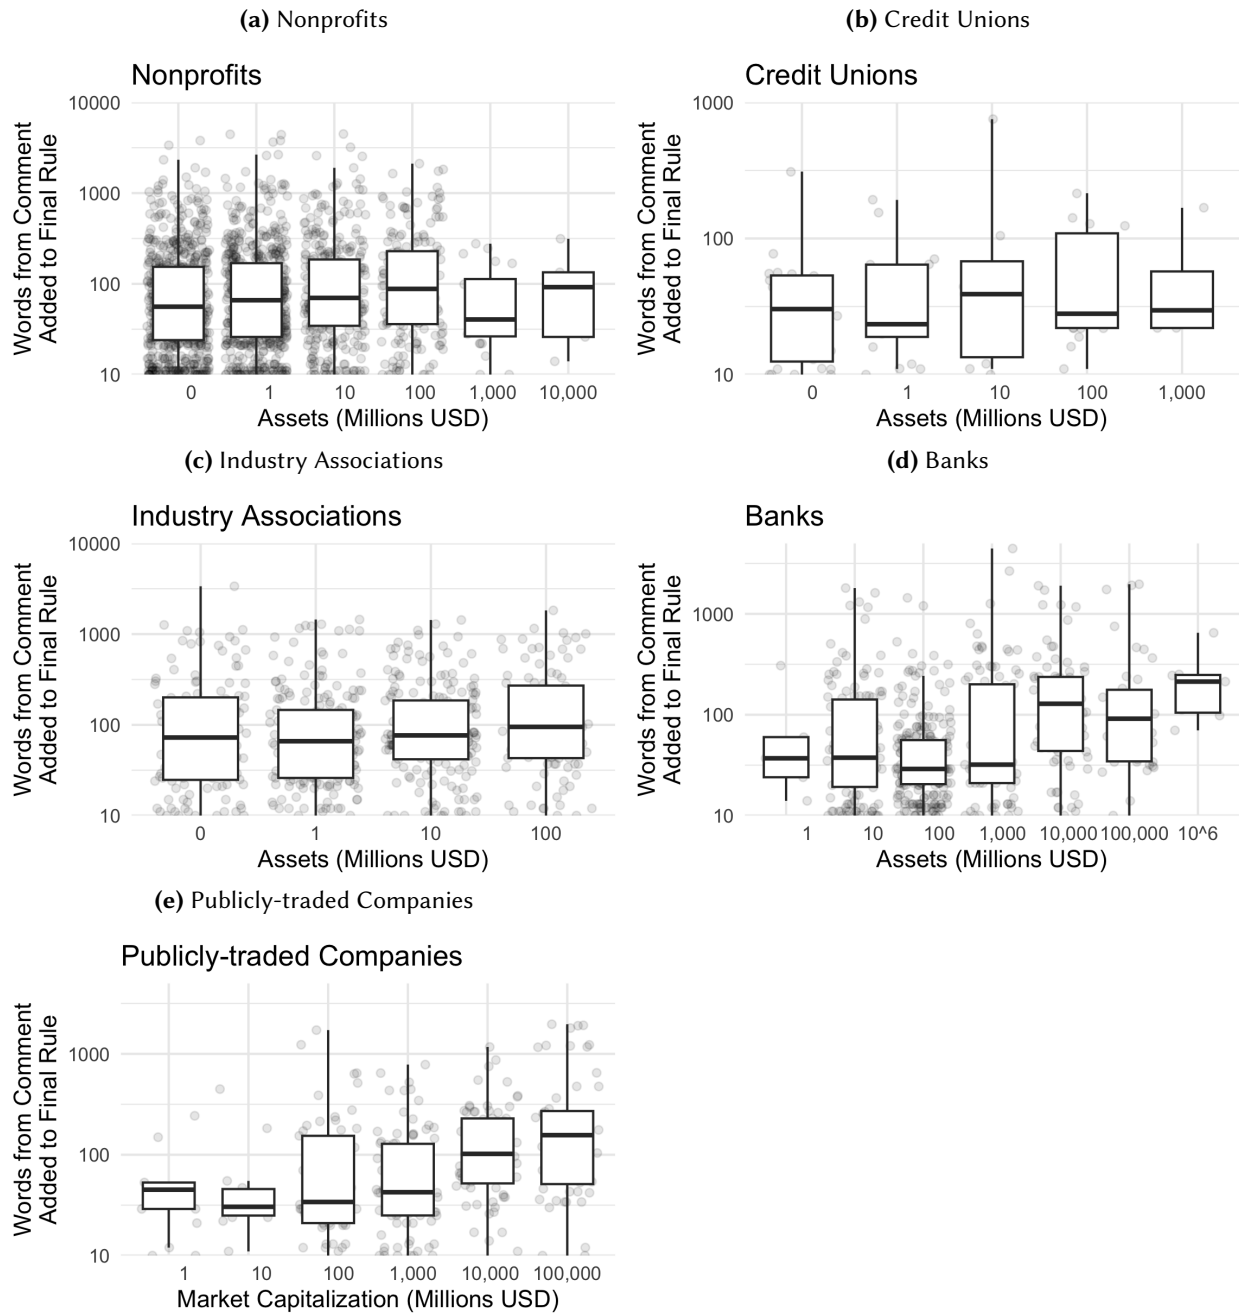 (a) Nonprofits
Nonprofits
Words from Comment
Added to Final Rule
10000
1000
100
10
0 1 10 100 1,000 10,000
Assets (Millions USD)
(b) Credit Unions
Credit Unions
Words from Comment
Added to Final Rule
1000
100
10
0 1 10 100 1,000
Assets (Millions USD)
(c) Industry Associations
Industry Associations
Words from Comment
Added to Final Rule
10000
1000
100
10
0 1 10 100
Assets (Millions USD)
(d) Banks
Banks
Words from Comment
Added to Final Rule
1000
100
10
1 10 100 1,000 10,000 100,000 10^6
Assets (Millions USD)
(e) Publicly-traded Companies
Publicly-traded Companies
Words from Comment
Added to Final Rule
1000
100
10
1 10 100 1,000 10,000 100,000
Market Capitalization (Millions USD)